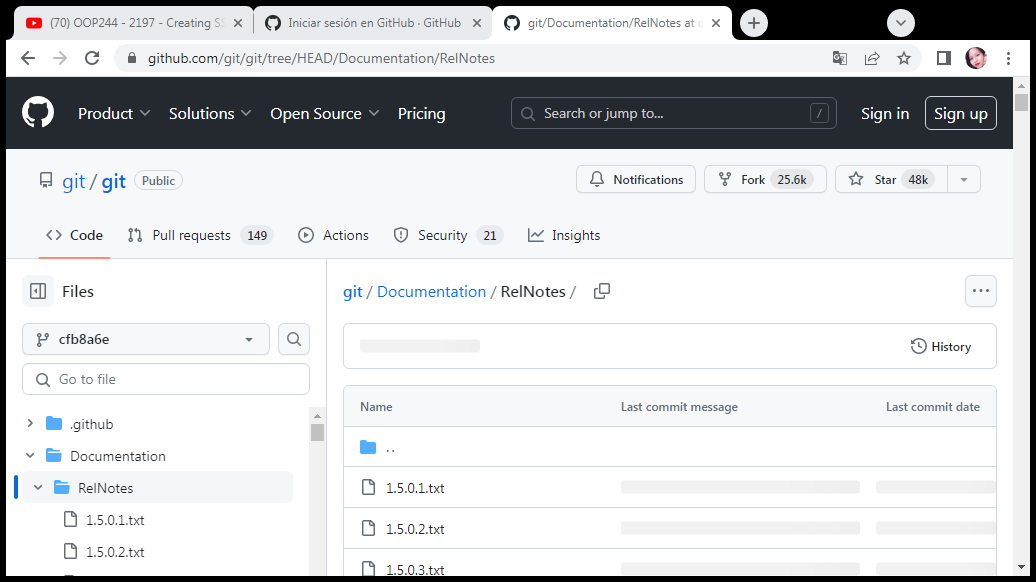 (70) OOP244 - 2197 - Creating S
Iniciar sesión en GitHub · GitHub
git/Documentation/RelNotes at
github.com/git/git/tree/HEAD/Documentation/RelNotes
Product Solutions Open Source Pricing Search or jump to... / Sign in Sign up
git / git Public Notifications Fork 25.6k Star 48k
Code Pull requests 149 Actions Security 21 Insights
Files
cfb8a6e
Go to file
.github
Documentation
RelNotes
1.5.0.1.txt
1.5.0.2.txt
git / Documentation / RelNotes /
History
Name Last commit message Last commit date
..
1.5.0.1.txt
1.5.0.2.txt
1.5.0.3.txt